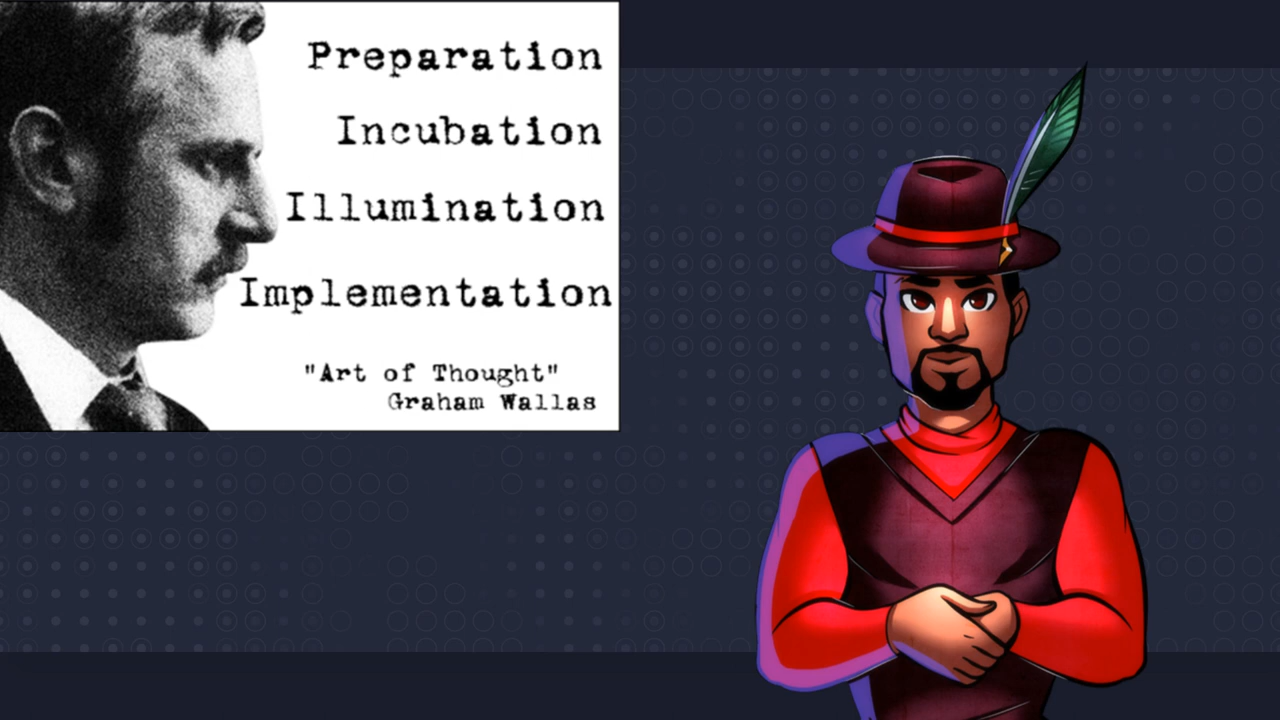 Preparation
Incubation
Illumination
Implementation
"Art of Thought"
Graham Wallas